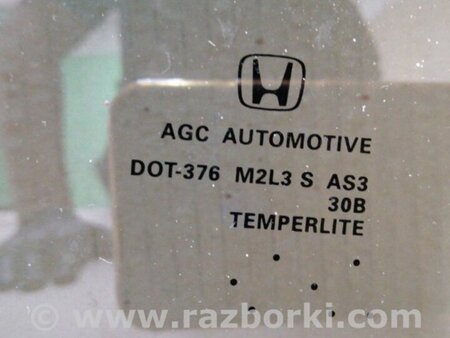 AGC AUTOMOTIVE
DOT-376 M2L3 S AS3
30B
TEMPERLITE
© www.razborki.com